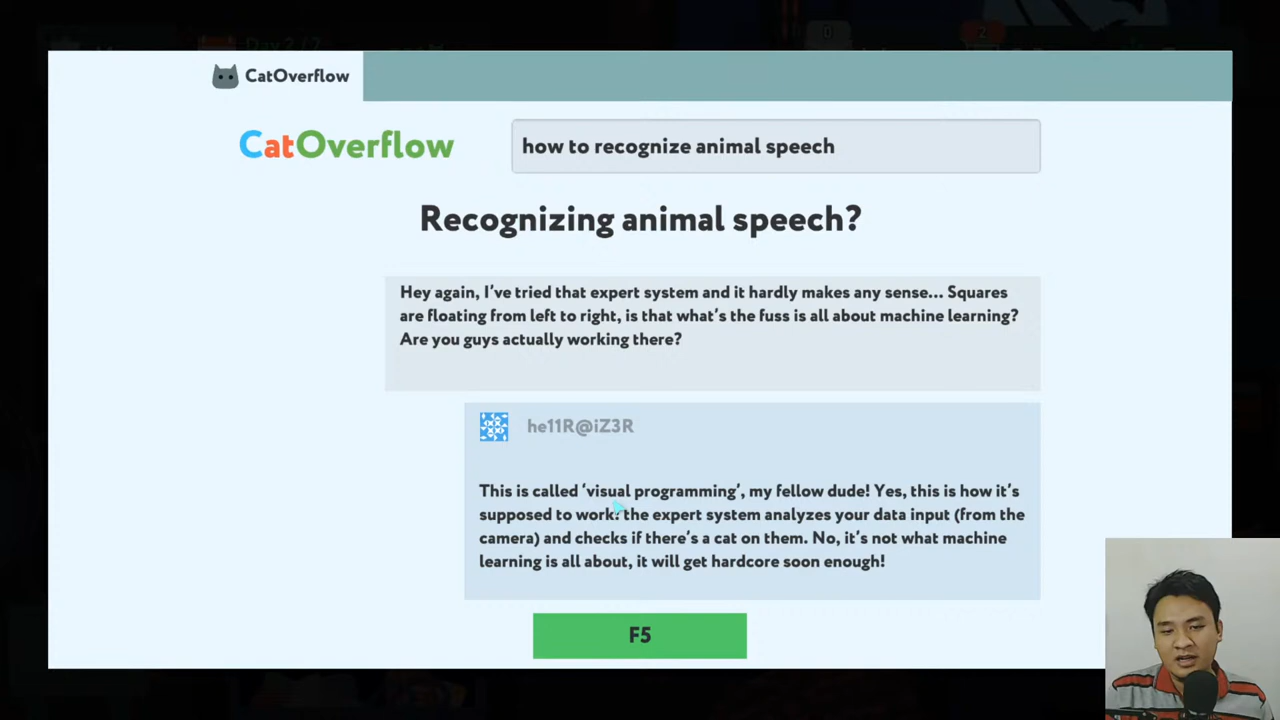 CatOverflow
CatOverflow
how to recognize animal speech
Recognizing animal speech?
Hey again, I've tried that expert system and it hardly makes any sense... Squares
are floating from left to right, is that what's the fuss is all about machine learning?
Are you guys actually working there?
he11R@iZ3R
This is called 'visual programming', my fellow dude! Yes, this is how it's
supposed to work: the expert system analyzes your data input (from the
camera) and checks if there's a cat on them. No, it's not what machine
learning is all about, it will get hardcore soon enough!
F5